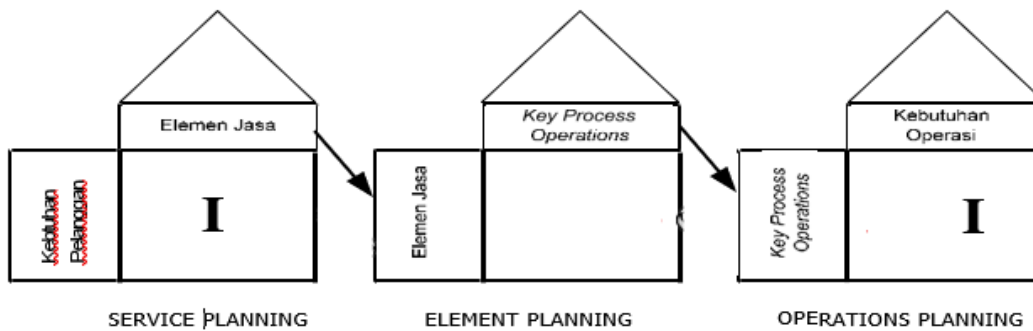 Elemen Jasa
Kebtuhan
Pelanggan
I
SERVICE PLANNING
Key Process
Operations
Elemen Jasa
ELEMENT PLANNING
Kebutuhan
Operasi
Key Process
Operations
I
OPERATIONS PLANNING